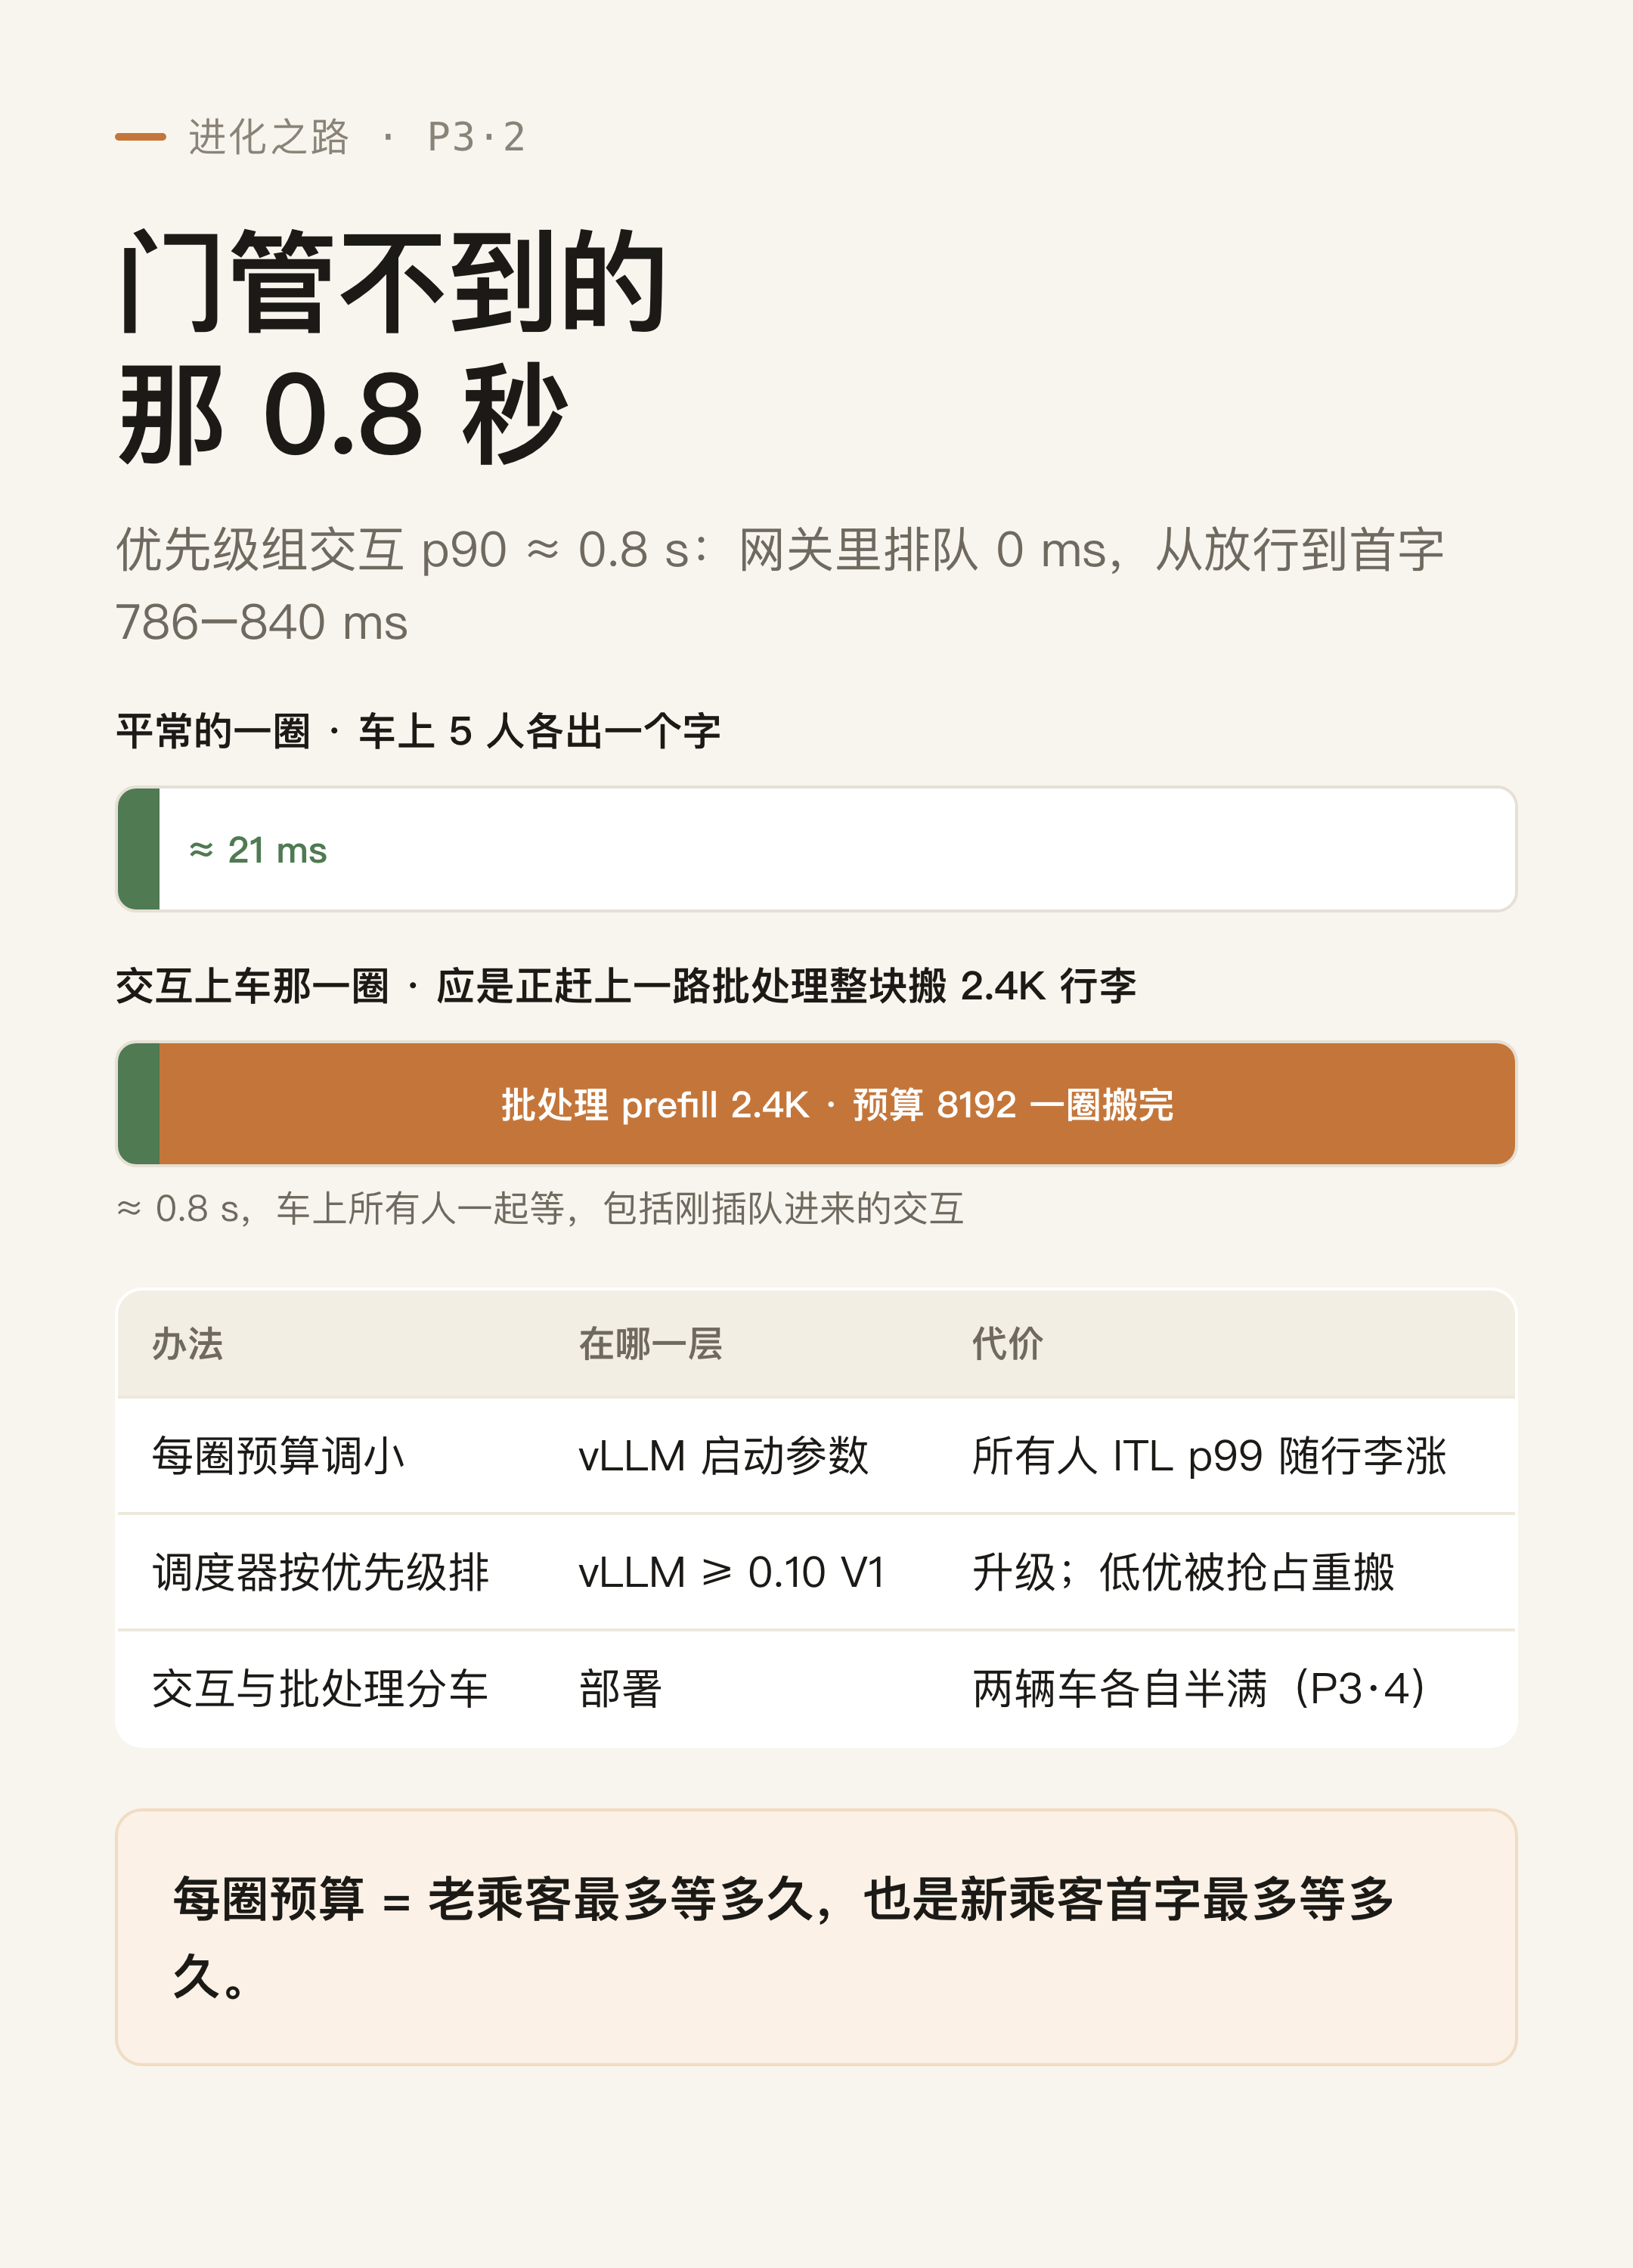 进化之路 · P3·2
门管不到的
那 0.8 秒
优先级组交互 p90 ≈ 0.8 s：网关里排队 0 ms，从放行到首字
786–840 ms
平常的一圈 · 车上 5 人各出一个字
≈ 21 ms
交互上车那一圈 · 应是正赶上一路批处理整块搬 2.4K 行李
批处理 prefill 2.4K · 预算 8192 一圈搬完
≈ 0.8 s，车上所有人一起等，包括刚插队进来的交互
办法 在哪一层 代价
每圈预算调小 vLLM 启动参数 所有人 ITL p99 随行李涨
调度器按优先级排 vLLM ⩾ 0.10 V1 升级；低优被抢占重搬
交互与批处理分车 部署 两辆车各自半满（P3·4）
每圈预算 = 老乘客最多等多久，也是新乘客首字最多等多
久。